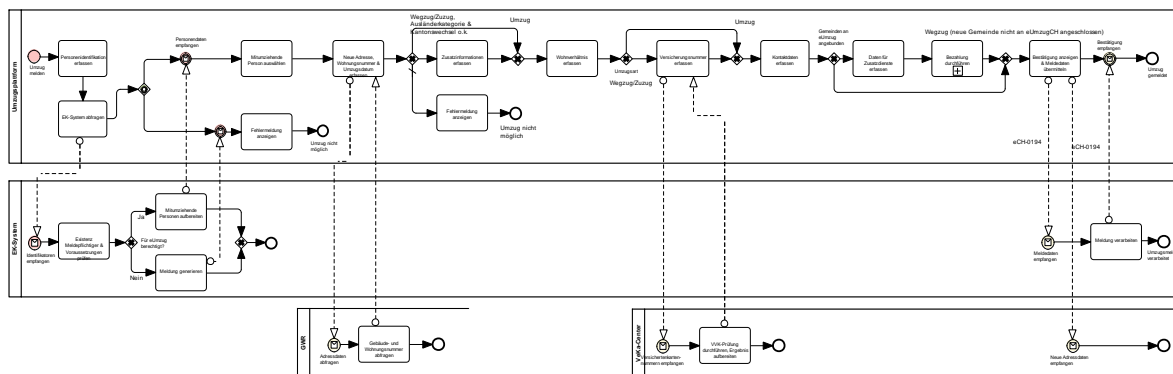 Umzugsplattform
Umzug
melden
Personenidentifikation
erfassen
EK-System abfragen
Personendaten
empfangen
Mitumziehende
Person auswählen
Fehlermeldung
anzeigen
Umzug nicht
möglich
Neue Adresse,
Wohnungsnummer &
Umzugsdatum
erfassen
Wegzug/Zuzug,
Ausländerkategorie &
Kantonswechsel o.k.
Umzug
Zusatzinformationen
erfassen
Fehlermeldung
anzeigen
Umzug nicht
möglich
Wohnverhältnis
erfassen
Umzugsart
Wegzug/Zuzug
Umzug
Versicherungsnummer
erfassen
Kontaktdaten
erfassen
Gemeinden an
eUmzug
angebunden
Daten für
Zusatzdienste
erfassen
Bezahlung
durchführen
Wegzug (neue Gemeinde nicht an eUmzugCH angeschlossen)
Bestätigung anzeigen
& Meldedaten
übermitteln
Bestätigung
empfangen
Umzug
gemeldet
eCH-0194
eCH-0194
EK-System
Identifikatoren
empfangen
Existenz
Meldepflichtiger &
Voraussetzungen
prüfen
Ja
Für eUmzug
berechtigt?
Nein
Mitumziehende
Personen aufbereiten
Meldung generieren
Meldedaten
empfangen
Meldung verarbeiten
Umzugsmel
verarbeitet
GWR
Adressdaten
abfragen
Gebäude- und
Wohnungsnummer
abfragen
VeKa-Center
Versichertenkarten-
nummern empfangen
VVK-Prüfung
durchführen, Ergebnis
aufbereiten
Neue Adressdaten
empfangen